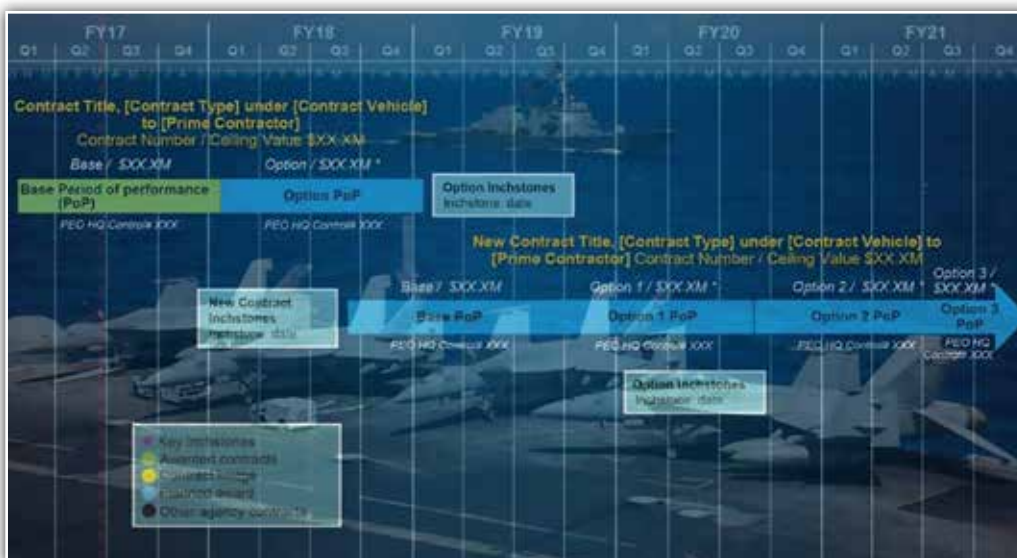 FY17 FY18 FY19 FY20 FY21
Q1 Q2 Q3 Q4 Q1 Q2 Q3 Q4 Q1 Q2 Q3 Q4 Q1 Q2 Q3 Q4 Q1 Q2 Q3 Q4
Contract Title, [Contract Type] under [Contract Vehicle]
to [Prime Contractor]
Contract Number / Ceiling Value $XX.XM
Base / $XX.XM
Option / $XX.XM *
Base Period of performance
(PoP)
Option PoP
Option Inchstones
Inchstone date
PEO HQ Controls XXX
PEO HQ Controls XXX
New Contract Title, [Contract Type] under [Contract Vehicle] to
[Prime Contractor] Contract Number / Ceiling Value $XX.XM
Base / $XX.XM
Option 1 / $XX.XM *
Option 2 / $XX.XM *
Option 3 /
$XX.XM *
New Contract
Inchstones
Inchstone date
Base PoP
Option 1 PoP
Option 2 PoP
Option 3
PoP
PEO HQ Controls XXX
PEO HQ Controls XXX
PEO HQ Controls XXX
PEO HQ
Controls XXX
Option Inchstones
Inchstone date
Key Inchstones
Awarded contracts
Contract bridge
Planned award
Other agency contracts